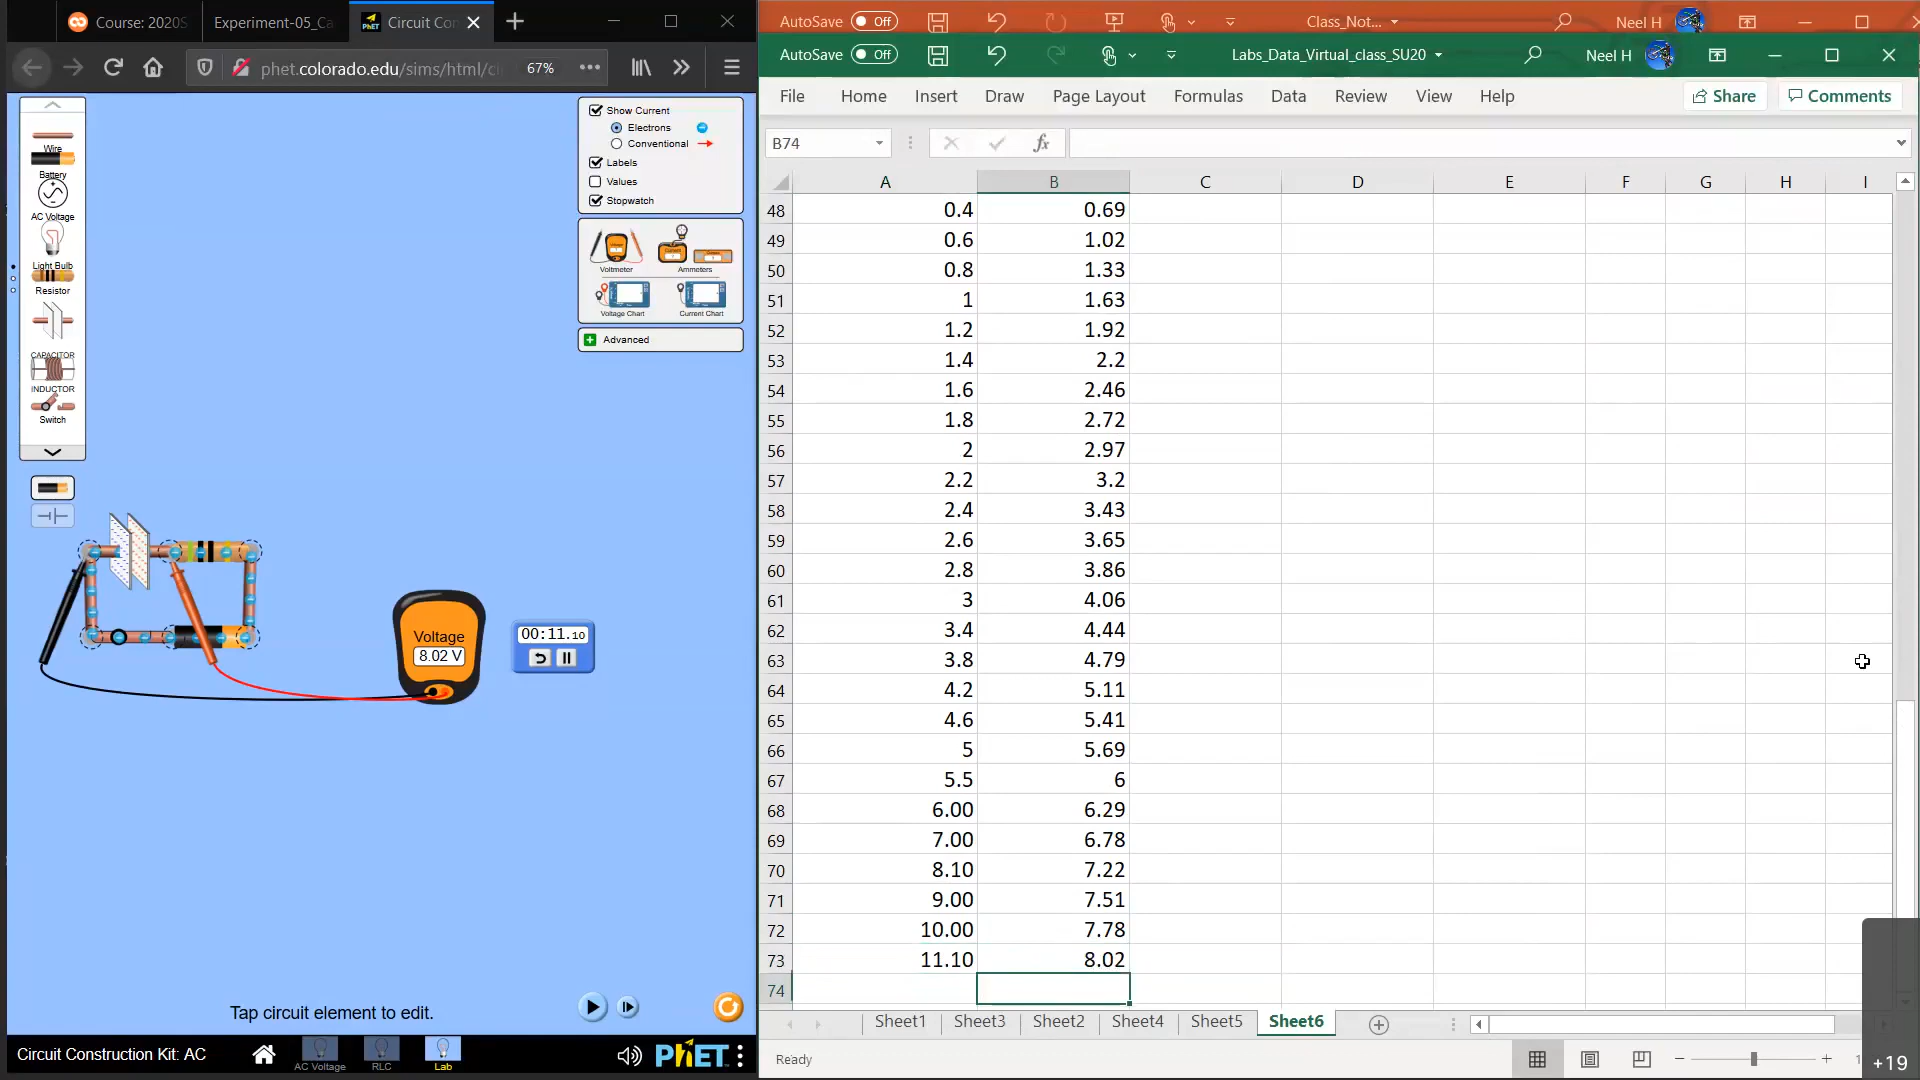 Course: 2020S
Experiment-05_Ca
Circuit Con
phet.colorado.edu/sims/html/ci
67%
Wire
Battery
AC Voltage
Light Bulb
Resistor
CAPACITOR
INDUCTOR
Switch
Show Current
Electrons
Conventional
Labels
Values
Stopwatch
Voltmeter
Ammeters
Voltage Chart
Current Chart
Advanced
Voltage
8.02 V
00:11.10
Tap circuit element to edit.
Circuit Construction Kit: AC
AC Voltage
RLC
Lab
PhET
AutoSave Off
Class_Not...
Neel H
AutoSave Off
Labs_Data_Virtual_class_SU20
Neel H
File Home Insert Draw Page Layout Formulas Data Review View Help
Share
Comments
B74
fx
A B C D E F G H I
48 0.4 0.69
49 0.6 1.02
50 0.8 1.33
51 1 1.63
52 1.2 1.92
53 1.4 2.2
54 1.6 2.46
55 1.8 2.72
56 2 2.97
57 2.2 3.2
58 2.4 3.43
59 2.6 3.65
60 2.8 3.86
61 3 4.06
62 3.4 4.44
63 3.8 4.79
64 4.2 5.11
65 4.6 5.41
66 5 5.69
67 5.5 6
68 6.00 6.29
69 7.00 6.78
70 8.10 7.22
71 9.00 7.51
72 10.00 7.78
73 11.10 8.02
74
Sheet1 Sheet3 Sheet2 Sheet4 Sheet5 Sheet6
Ready
+19